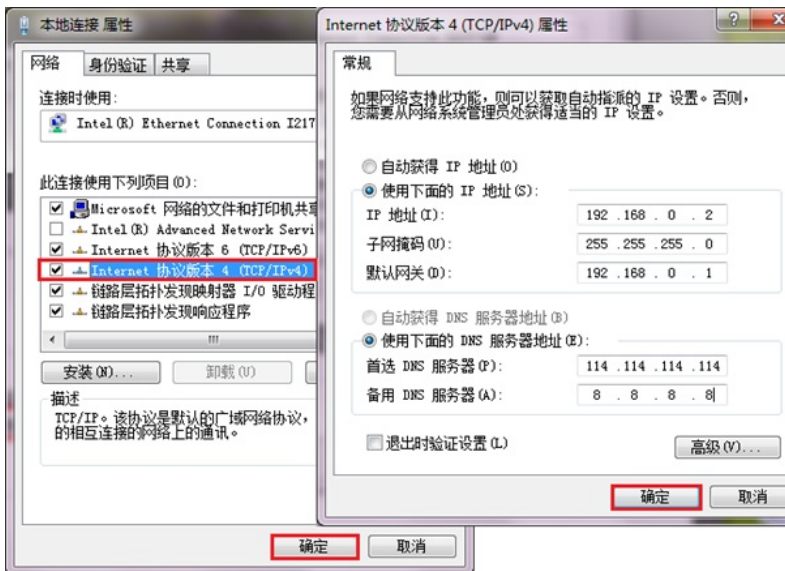 本地连接 属性
网络
身份验证
共享
连接时使用:
Intel(R) Ethernet Connection I217
此连接使用下列项目(O):
Microsoft 网络的文件和打印机共享
Intel(R) Advanced Network Servi
Internet 协议版本 6 (TCP/IPv6)
Internet 协议版本 4 (TCP/IPv4)
链路层拓扑发现映射器 I/O 驱动程
链路层拓扑发现响应程序
安装(N)...
卸载(U)
描述
TCP/IP。该协议是默认的广域网络协议,
的相互连接的网络上的通讯。
确定
取消
Internet 协议版本 4 (TCP/IPv4) 属性
常规
如果网络支持此功能,则可以获取自动指派的 IP 设置。否则,
您需要从网络系统管理员处获得适当的 IP 设置。
自动获得 IP 地址(O)
使用下面的 IP 地址(S):
IP 地址(I): 192 .168 . 0 . 2
子网掩码(U): 255 .255 .255 . 0
默认网关(D): 192 .168 . 0 . 1
自动获得 DNS 服务器地址(B)
使用下面的 DNS 服务器地址(E):
首选 DNS 服务器(P): 114 .114 .114 .114
备用 DNS 服务器(A): 8 . 8 . 8 . 8
退出时验证设置(L)
高级(V)...
确定
取消